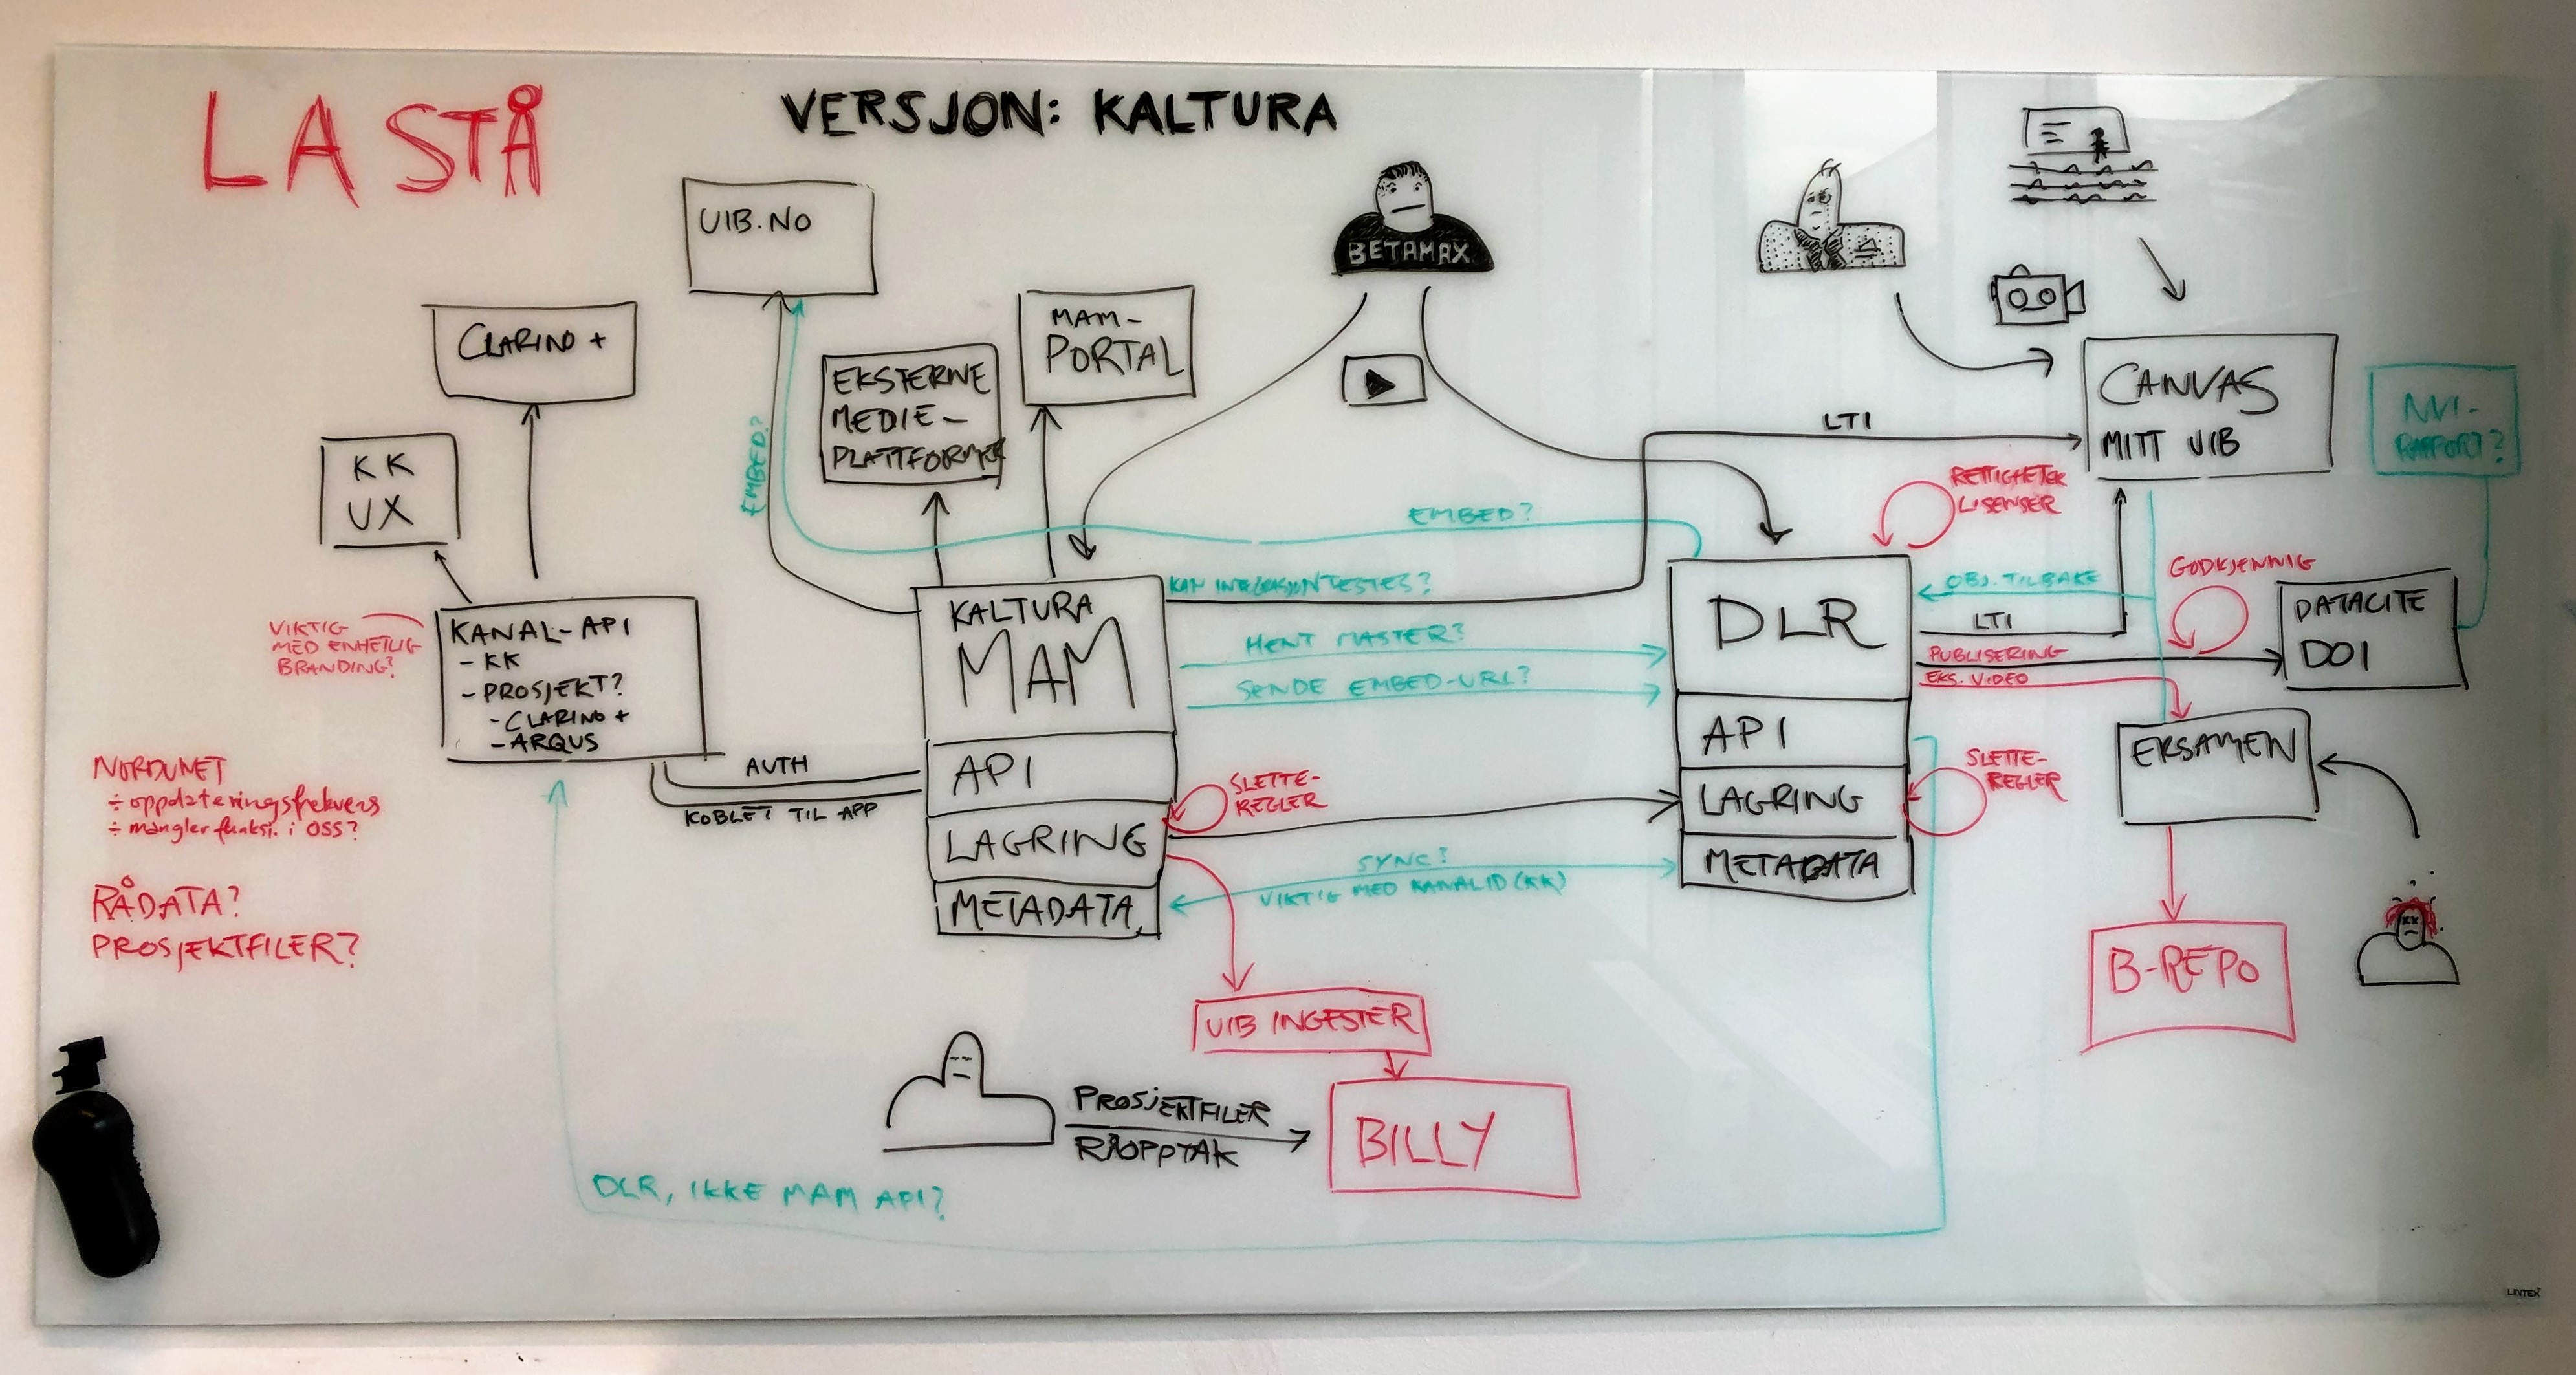 LA STÅ
VERSJON: KALTURA
UIB.NO
BETAMAX
CLARINO +
MAM-
PORTAL
EKSTERNE
MEDIE-
PLATTFORMER
KK
UX
EMBED?
LTI
CANVAS
MITT UIB
NVI-
RAPPORT?
EMBED?
RETTIGHETER
LISENSER
VIKTIG
MED ENHETLIG
BRANDING?
KANAL-API
- KK
- PROSJEKT?
- CLARINO +
- ARQUS
KALTURA
MAM
API
LAGRING
METADATA
KAN INTEGRASJON TESTES?
HENT MASTER?
SENDE EMBED-URL?
DLR
API
LAGRING
METADATA
OBJ. TILBAKE
LTI
PUBLISERING
EKS. VIDEO
GODKJENNIG
DATACITE
DOI
EKSAMEN
AUTH
KOBLET TIL APP
SLETTE-
REGLER
SLETTE-
REGLER
SYNC?
VIKTIG MED KANALID (KK)
NORDUNET
÷ oppdateringsfrekvens
÷ mangler funksj. i OSS?
RÅDATA?
PROSJEKTFILER?
B-REPO
UIB INGESTER
PROSJEKTFILER
RÅOPPTAK
BILLY
DLR, IKKE MAM API?
LINTEX